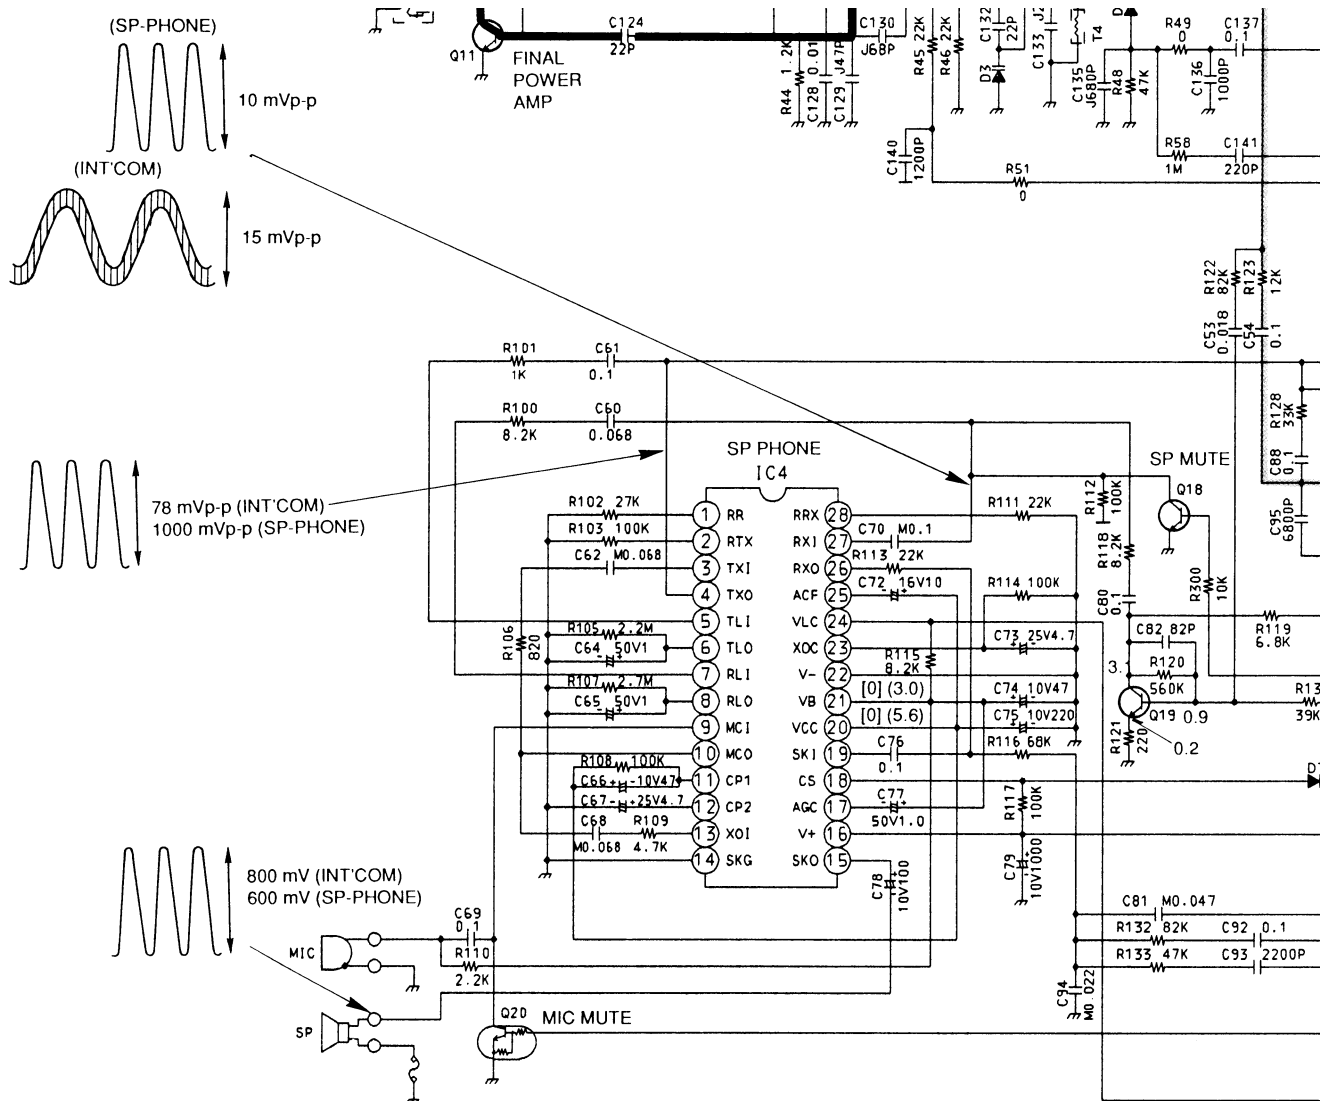 (SP-PHONE)
10 mVp-p
(INT'COM)
15 mVp-p
Q11
FINAL
POWER
AMP
C124
22P
R44 1.2K
C128 0.01
C129 J47P
C130
J68P
R45 22K
R46 22K
C132
22P
D3
C133
J2
T4
D
C135
J680P
R48
47K
R49
0
C137
0.1
C136
1000P
C140
1200P
R58
1M
C141
220P
R51
0
R122
82K
R123
12K
C53
0.018
C54
0.1
R101
1K
C61
0.1
R100
8.2K
C60
0.068
R128
33K
C88
0.1
C95
6800P
78 mVp-p (INT'COM)
1000 mVp-p (SP-PHONE)
SP PHONE
IC4
SP MUTE
Q18
R112
100K
R118
8.2K
C80
0.1
R300
10K
R119
6.8K
C82 82P
R120
560K
3.
Q19
0.9
R121
220
0.2
R13
39K
D7
R102 27K
R103 100K
C62 M0.068
R106
820
R105 2.2M
C64 - + 50V1
R107 2.7M
C65 - + 50V1
R108 100K
C66 + - 10V47
C67 - + 25V4.7
C68
M0.068
R109
4.7K
1 RR
2 RTX
3 TXI
4 TXO
5 TLI
6 TLO
7 RLI
8 RLO
9 MCI
10 MCO
11 CP1
12 CP2
13 XOI
14 SKG
RRX 28
RXI 27
RXO 26
ACF 25
VLC 24
XOC 23
V- 22
VB 21
VCC 20
SKI 19
CS 18
AGC 17
V+ 16
SKO 15
R111 22K
C70 M0.1
R113 22K
C72 - + 16V10
R114 100K
R115
8.2K
C73 25V4.7
[0] (3.0)
C74 10V47
[0] (5.6)
C75 10V220
C76
0.1
R116 68K
C77
50V1.0
R117
100K
C79
10V1000
C78
10V100
800 mV (INT'COM)
600 mV (SP-PHONE)
MIC
C69
0.1
R110
2.2K
SP
Q20
MIC MUTE
C81 M0.047
R132 82K
C92 0.1
R133 47K
C93 2200P
C94
M0.022